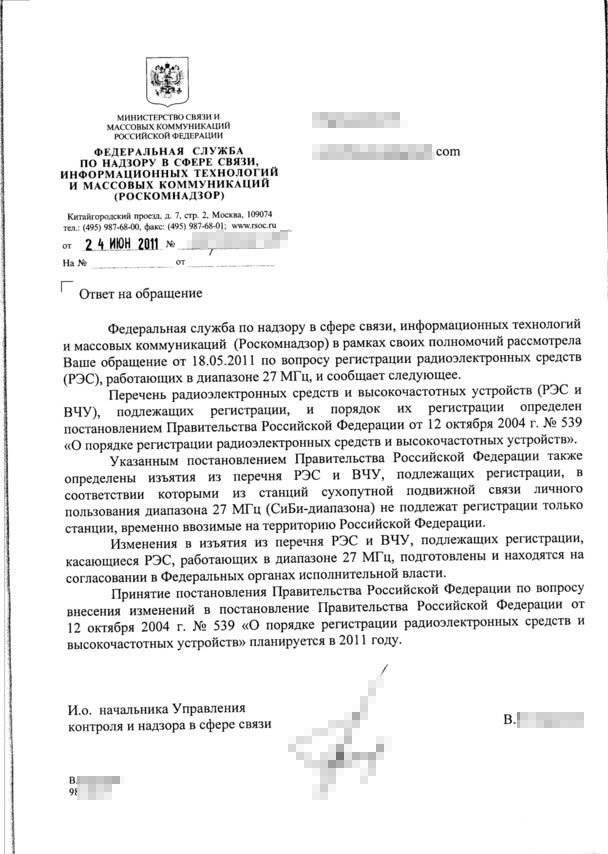 МИНИСТЕРСТВО СВЯЗИ И
МАССОВЫХ КОММУНИКАЦИЙ
РОССИЙСКОЙ ФЕДЕРАЦИИ
ФЕДЕРАЛЬНАЯ СЛУЖБА
ПО НАДЗОРУ В СФЕРЕ СВЯЗИ,
ИНФОРМАЦИОННЫХ ТЕХНОЛОГИЙ
И МАССОВЫХ КОММУНИКАЦИЙ
(РОСКОМНАДЗОР)
Китайгородский проезд, д. 7, стр. 2, Москва, 109074
тел.: (495) 987-68-00, факс: (495) 987-68-01; www.rsoc.ru
от 24 ИЮН 2011 №
На № от
com
Ответ на обращение
Федеральная служба по надзору в сфере связи, информационных технологий
и массовых коммуникаций (Роскомнадзор) в рамках своих полномочий рассмотрела
Ваше обращение от 18.05.2011 по вопросу регистрации радиоэлектронных средств
(РЭС), работающих в диапазоне 27 МГц, и сообщает следующее.
Перечень радиоэлектронных средств и высокочастотных устройств (РЭС и
ВЧУ), подлежащих регистрации, и порядок их регистрации определен
постановлением Правительства Российской Федерации от 12 октября 2004 г. № 539
«О порядке регистрации радиоэлектронных средств и высокочастотных устройств».
Указанным постановлением Правительства Российской Федерации также
определены изъятия из перечня РЭС и ВЧУ, подлежащих регистрации, в
соответствии которыми из станций сухопутной подвижной связи личного
пользования диапазона 27 МГц (СиБи-диапазона) не подлежат регистрации только
станции, временно ввозимые на территорию Российской Федерации.
Изменения в изъятия из перечня РЭС и ВЧУ, подлежащих регистрации,
касающиеся РЭС, работающих в диапазоне 27 МГц, подготовлены и находятся на
согласовании в Федеральных органах исполнительной власти.
Принятие постановления Правительства Российской Федерации по вопросу
внесения изменений в постановление Правительства Российской Федерации от
12 октября 2004 г. № 539 «О порядке регистрации радиоэлектронных средств и
высокочастотных устройств» планируется в 2011 году.
И.о. начальника Управления
контроля и надзора в сфере связи
В.
В.
98